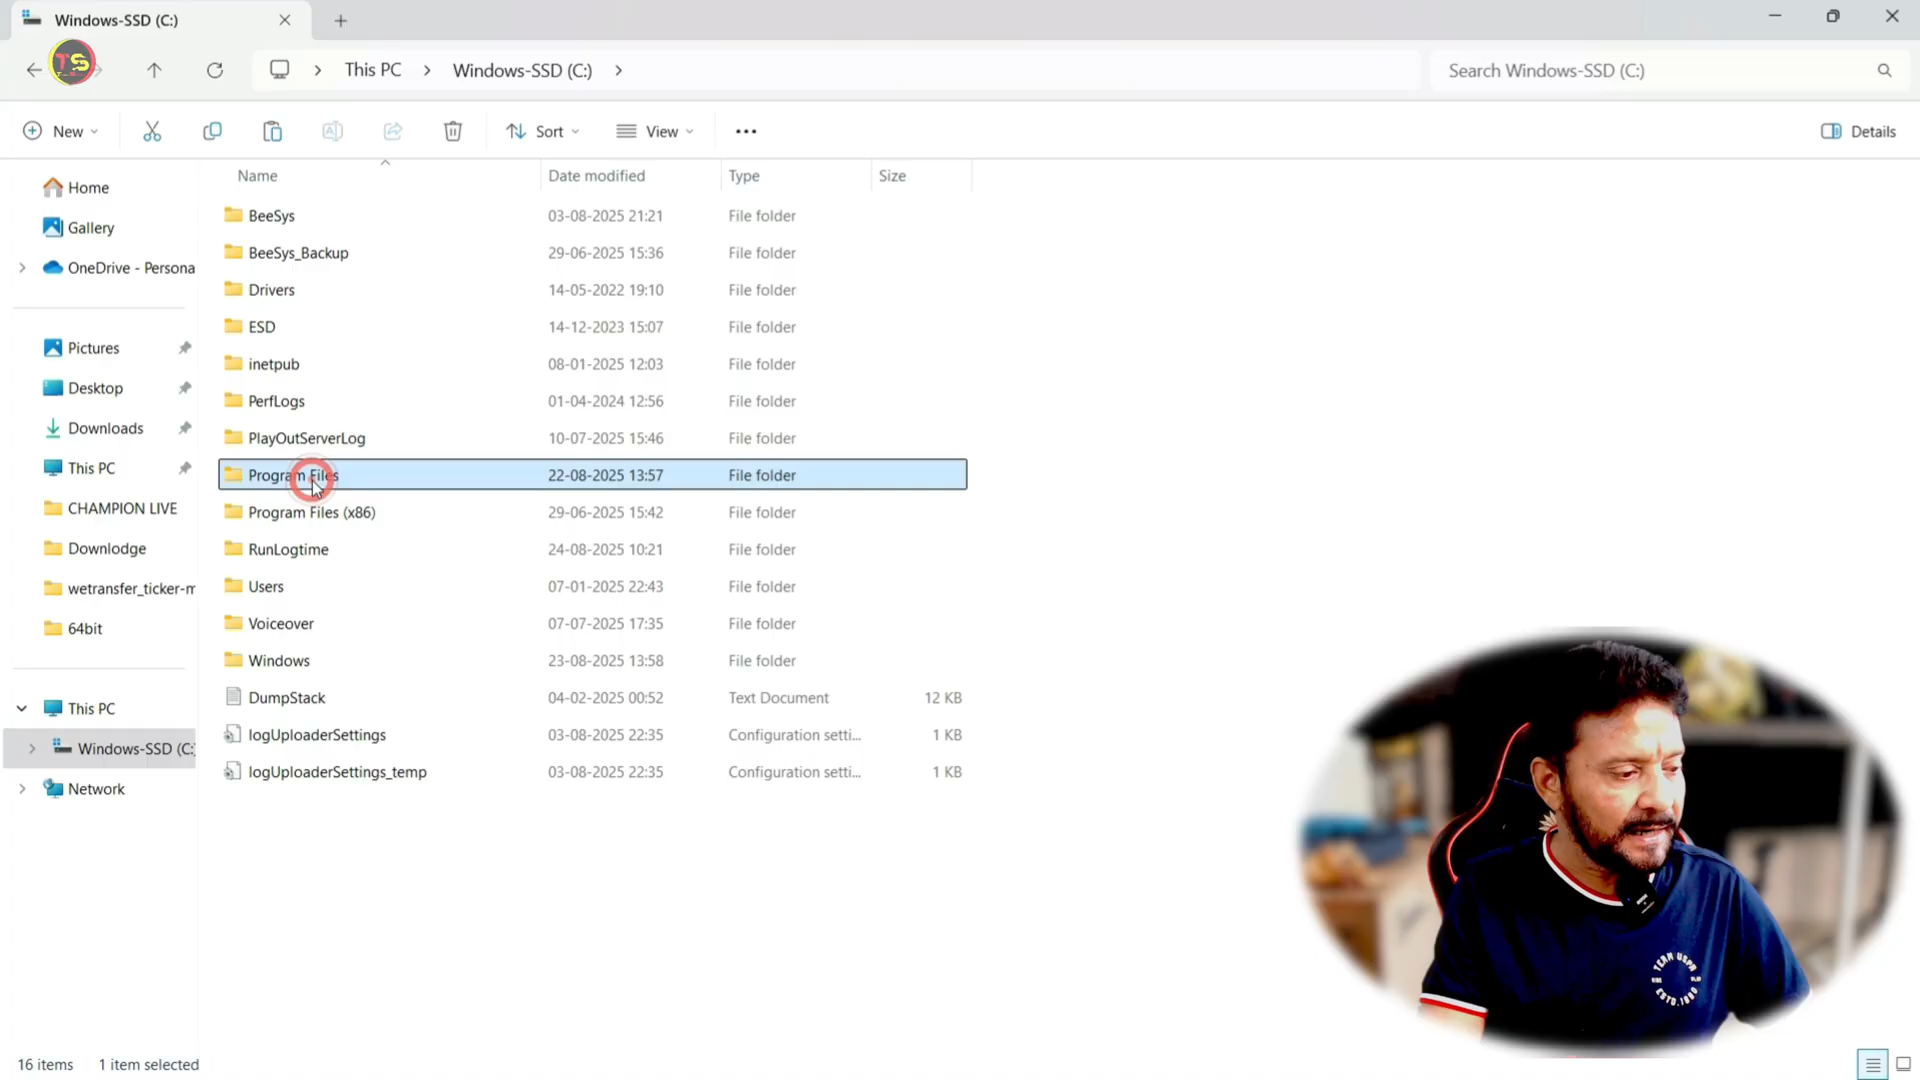 Windows-SSD (C:)
TS
This PC
Windows-SSD (C:)
Search Windows-SSD (C:)
New
Sort
View
Details
Name
Date modified
Type
Size
Home
Gallery
OneDrive - Persona
Pictures
Desktop
Downloads
This PC
CHAMPION LIVE
Downlodge
wetransfer_ticker-m
64bit
This PC
Windows-SSD (C:
Network
BeeSys 03-08-2025 21:21 File folder
BeeSys_Backup 29-06-2025 15:36 File folder
Drivers 14-05-2022 19:10 File folder
ESD 14-12-2023 15:07 File folder
inetpub 08-01-2025 12:03 File folder
PerfLogs 01-04-2024 12:56 File folder
PlayOutServerLog 10-07-2025 15:46 File folder
Program Files 22-08-2025 13:57 File folder
Program Files (x86) 29-06-2025 15:42 File folder
RunLogtime 24-08-2025 10:21 File folder
Users 07-01-2025 22:43 File folder
Voiceover 07-07-2025 17:35 File folder
Windows 23-08-2025 13:58 File folder
DumpStack 04-02-2025 00:52 Text Document 12 KB
logUploaderSettings 03-08-2025 22:35 Configuration setti... 1 KB
logUploaderSettings_temp 03-08-2025 22:35 Configuration setti... 1 KB
TEAM USPA
ESTD.1890
16 items 1 item selected